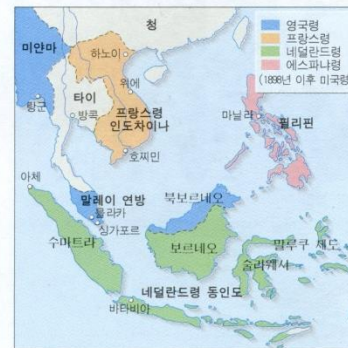 청
영국령
프랑스령
네덜란드령
에스파냐령
(1898년 이후 미국령
미얀마
하노이
위에
랑군
타이
방콕
프랑스령
인도차이나
호찌민
마닐라
필리핀
아체
말레이 연방
믈라카
싱가포르
북보르네오
수마트라
보르네오
말루쿠 제도
술라웨시
네덜란드령 동인도
바타비아